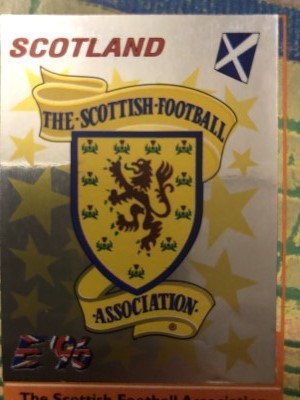 SCOTLAND
THE·SCOTTISH·FOOTBALL
·ASSOCIATION·
®
E '96
The Scottish Football Association